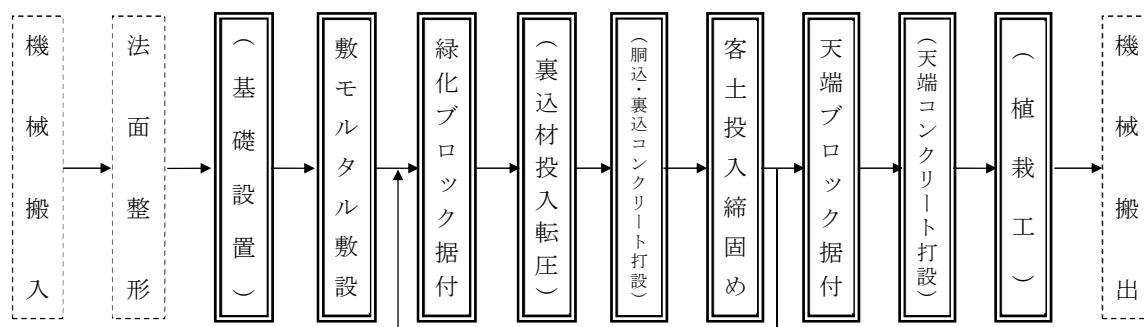 機械搬入
法面整形
（基礎設置）
敷モルタル敷設
緑化ブロック据付
（裏込材投入転圧）
（胴込・裏込コンクリート打設）
客土投入締固め
天端ブロック据付
（天端コンクリート打設）
（植栽工）
機械搬出